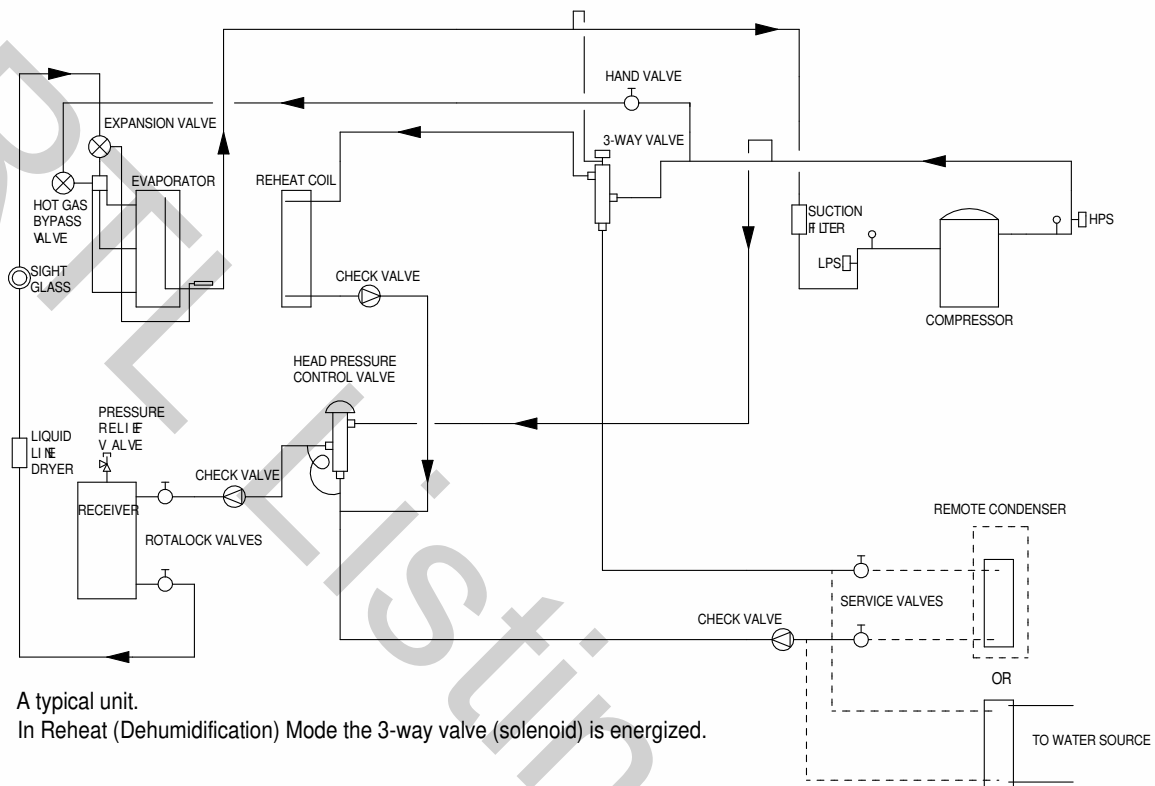 HAND VALVE
EXPANSION VALVE
3-WAY VALVE
EVAPORATOR
REHEAT COIL
HOT GAS
BYPASS
VALVE
SUCTION
FILTER
HPS
LPS
SIGHT
GLASS
CHECK VALVE
COMPRESSOR
HEAD PRESSURE
CONTROL VALVE
PRESSURE
RELIEF
VALVE
LIQUID
LINE
DRYER
CHECK VALVE
RECEIVER
ROTALOCK VALVES
REMOTE CONDENSER
SERVICE VALVES
CHECK VALVE
OR
A typical unit.
In Reheat (Dehumidification) Mode the 3-way valve (solenoid) is energized.
TO WATER SOURCE
BTL Listin